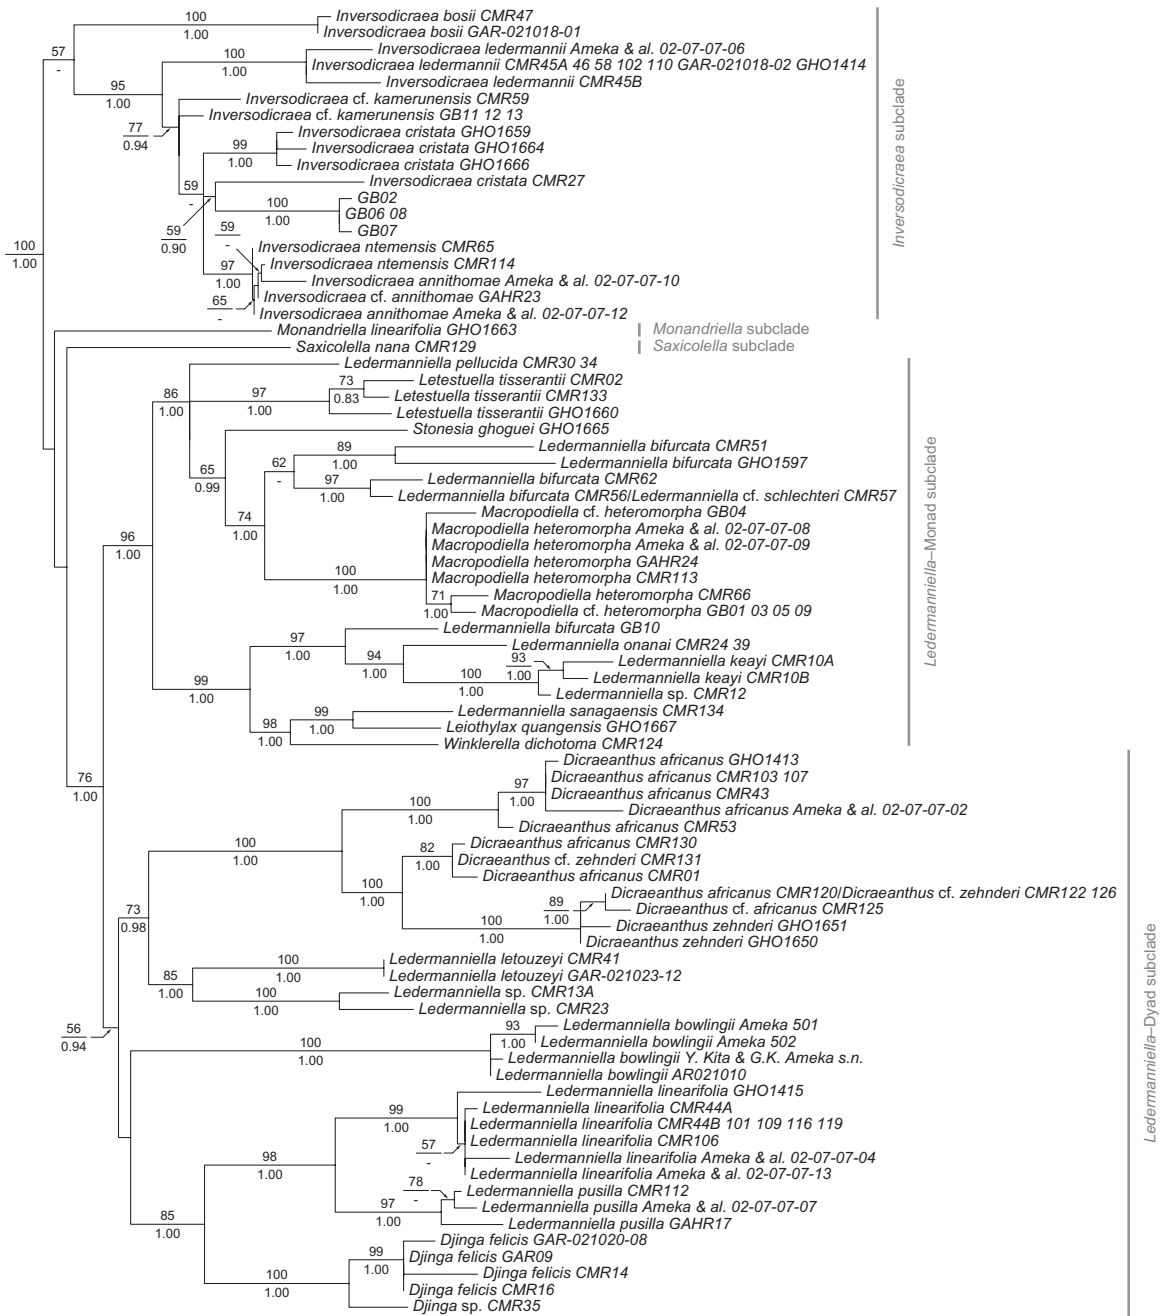 Inversodicraea bosii CMR47
100
1.00
Inversodicraea bosii GAR-021018-01
57
-
Inversodicraea ledermannii Ameka & al. 02-07-07-06
100
1.00
Inversodicraea ledermannii CMR45A 46 58 102 110 GAR-021018-02 GHO1414
Inversodicraea ledermannii CMR45B
95
1.00
Inversodicraea cf. kamerunensis CMR59
Inversodicraea cf. kamerunensis GB11 12 13
77
0.94
Inversodicraea cristata GHO1659
99
1.00
Inversodicraea cristata GHO1664
Inversodicraea cristata GHO1666
59
-
Inversodicraea cristata CMR27
GB02
100
1.00
GB06 08
GB07
59
0.90
59
-
Inversodicraea ntemensis CMR65
Inversodicraea ntemensis CMR114
97
1.00
Inversodicraea annithomae Ameka & al. 02-07-07-10
Inversodicraea cf. annithomae GAHR23
65
-
Inversodicraea annithomae Ameka & al. 02-07-07-12
Inversodicraea subclade
100
1.00
Monandriella linearifolia GHO1663
Monandriella subclade
Saxicolella nana CMR129
Saxicolella subclade
Ledermanniella pellucida CMR30 34
Letestuella tisserantii CMR02
73
0.83
Letestuella tisserantii CMR133
97
1.00
86
1.00
Letestuella tisserantii GHO1660
Stonesia ghoguei GHO1665
Ledermanniella bifurcata CMR51
89
1.00
Ledermanniella bifurcata GHO1597
65
0.99
62
-
Ledermanniella bifurcata CMR62
97
1.00
Ledermanniella bifurcata CMR56/Ledermanniella cf. schlechteri CMR57
Macropodiella cf. heteromorpha GB04
74
1.00
Macropodiella heteromorpha Ameka & al. 02-07-07-08
Macropodiella heteromorpha Ameka & al. 02-07-07-09
Macropodiella heteromorpha GAHR24
100
1.00
Macropodiella heteromorpha CMR113
Macropodiella heteromorpha CMR66
71
1.00
Macropodiella cf. heteromorpha GB01 03 05 09
96
1.00
Ledermanniella bifurcata GB10
97
1.00
Ledermanniella onanai CMR24 39
94
1.00
93
1.00
Ledermanniella keayi CMR10A
Ledermanniella keayi CMR10B
100
1.00
Ledermanniella sp. CMR12
99
1.00
Ledermanniella sanagaensis CMR134
99
1.00
Leiothylax quangensis GHO1667
98
1.00
Winklerella dichotoma CMR124
Ledermanniella–Monad subclade
76
1.00
Dicraeanthus africanus GHO1413
Dicraeanthus africanus CMR103 107
97
1.00
Dicraeanthus africanus CMR43
Dicraeanthus africanus Ameka & al. 02-07-07-02
100
1.00
Dicraeanthus africanus CMR53
Dicraeanthus africanus CMR130
82
1.00
Dicraeanthus cf. zehnderi CMR131
Dicraeanthus africanus CMR01
100
1.00
100
1.00
Dicraeanthus africanus CMR120/Dicraeanthus cf. zehnderi CMR122 126
89
1.00
Dicraeanthus cf. africanus CMR125
Dicraeanthus zehnderi GHO1651
100
1.00
Dicraeanthus zehnderi GHO1650
73
0.98
Ledermanniella letouzeyi CMR41
100
1.00
Ledermanniella letouzeyi GAR-021023-12
85
1.00
Ledermanniella sp. CMR13A
100
1.00
Ledermanniella sp. CMR23
56
0.94
Ledermanniella bowlingii Ameka 501
93
1.00
Ledermanniella bowlingii Ameka 502
100
1.00
Ledermanniella bowlingii Y. Kita & G.K. Ameka s.n.
Ledermanniella bowlingii AR021010
Ledermanniella linearifolia GHO1415
Ledermanniella linearifolia CMR44A
99
1.00
Ledermanniella linearifolia CMR44B 101 109 116 119
Ledermanniella linearifolia CMR106
57
-
Ledermanniella linearifolia Ameka & al. 02-07-07-04
Ledermanniella linearifolia Ameka & al. 02-07-07-13
98
1.00
78
-
Ledermanniella pusilla CMR112
Ledermanniella pusilla Ameka & al. 02-07-07-07
97
1.00
Ledermanniella pusilla GAHR17
85
1.00
Djinga felicis GAR-021020-08
99
1.00
Djinga felicis GAR09
Djinga felicis CMR14
100
1.00
Djinga felicis CMR16
Djinga sp. CMR35
Ledermanniella–Dyad subclade